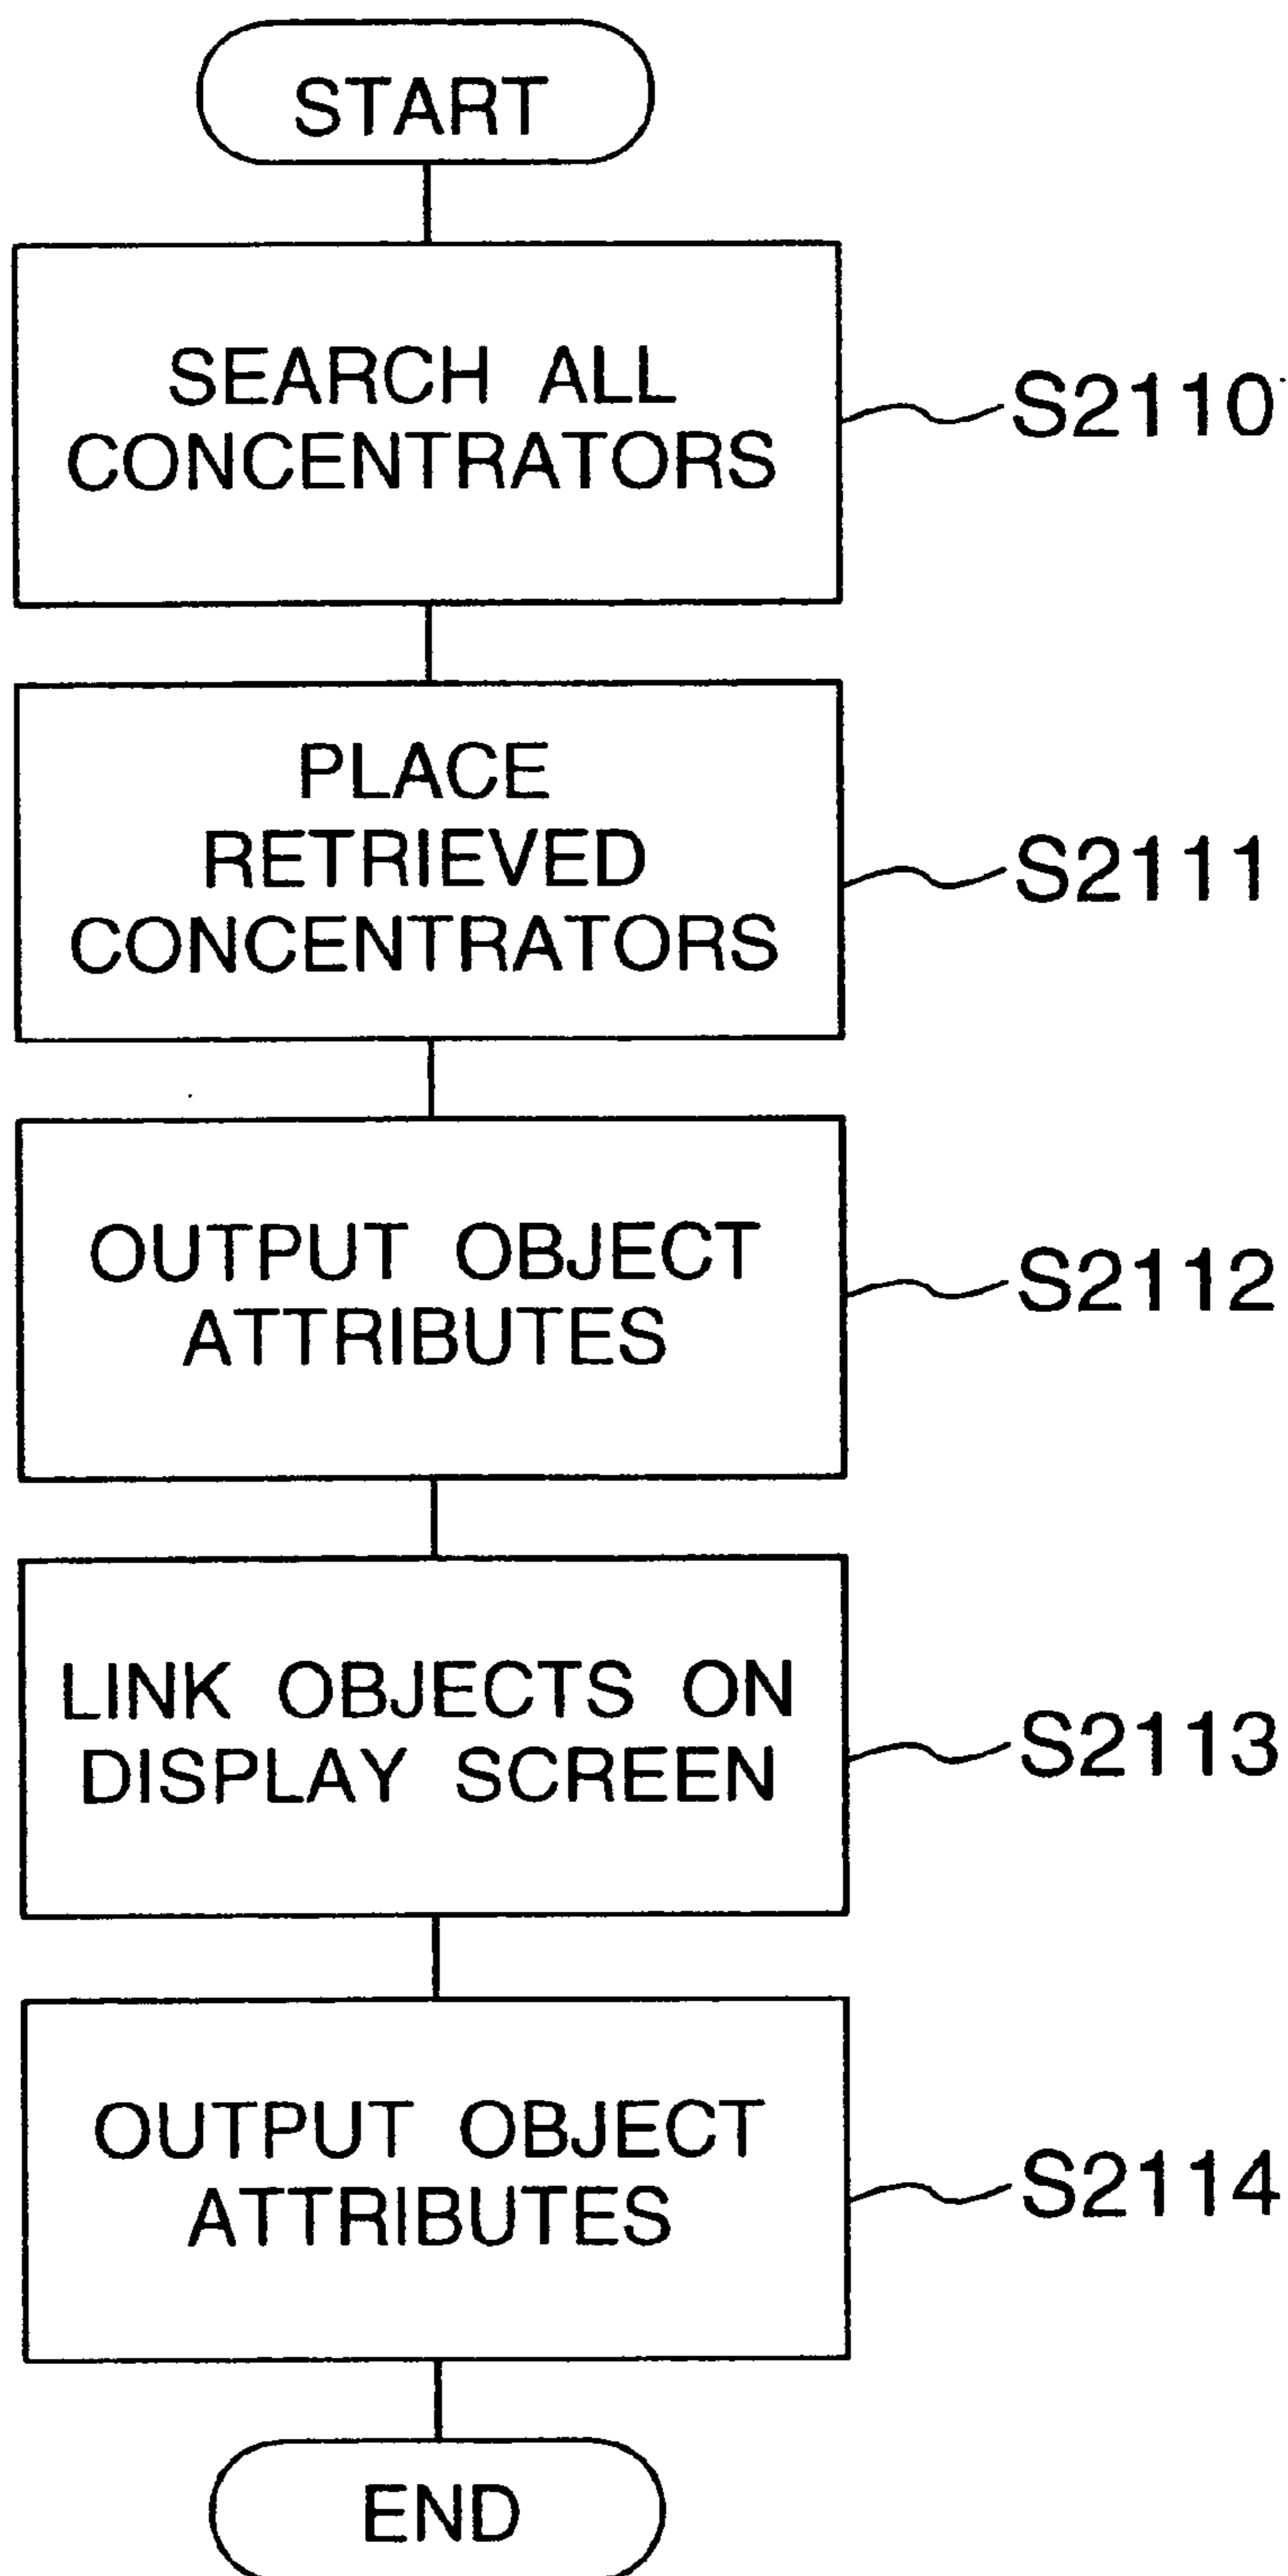 START
SEARCH ALL
CONCENTRATORS
S2110
PLACE
RETRIEVED
CONCENTRATORS
S2111
OUTPUT OBJECT
ATTRIBUTES
S2112
LINK OBJECTS ON
DISPLAY SCREEN
S2113
OUTPUT OBJECT
ATTRIBUTES
S2114
END